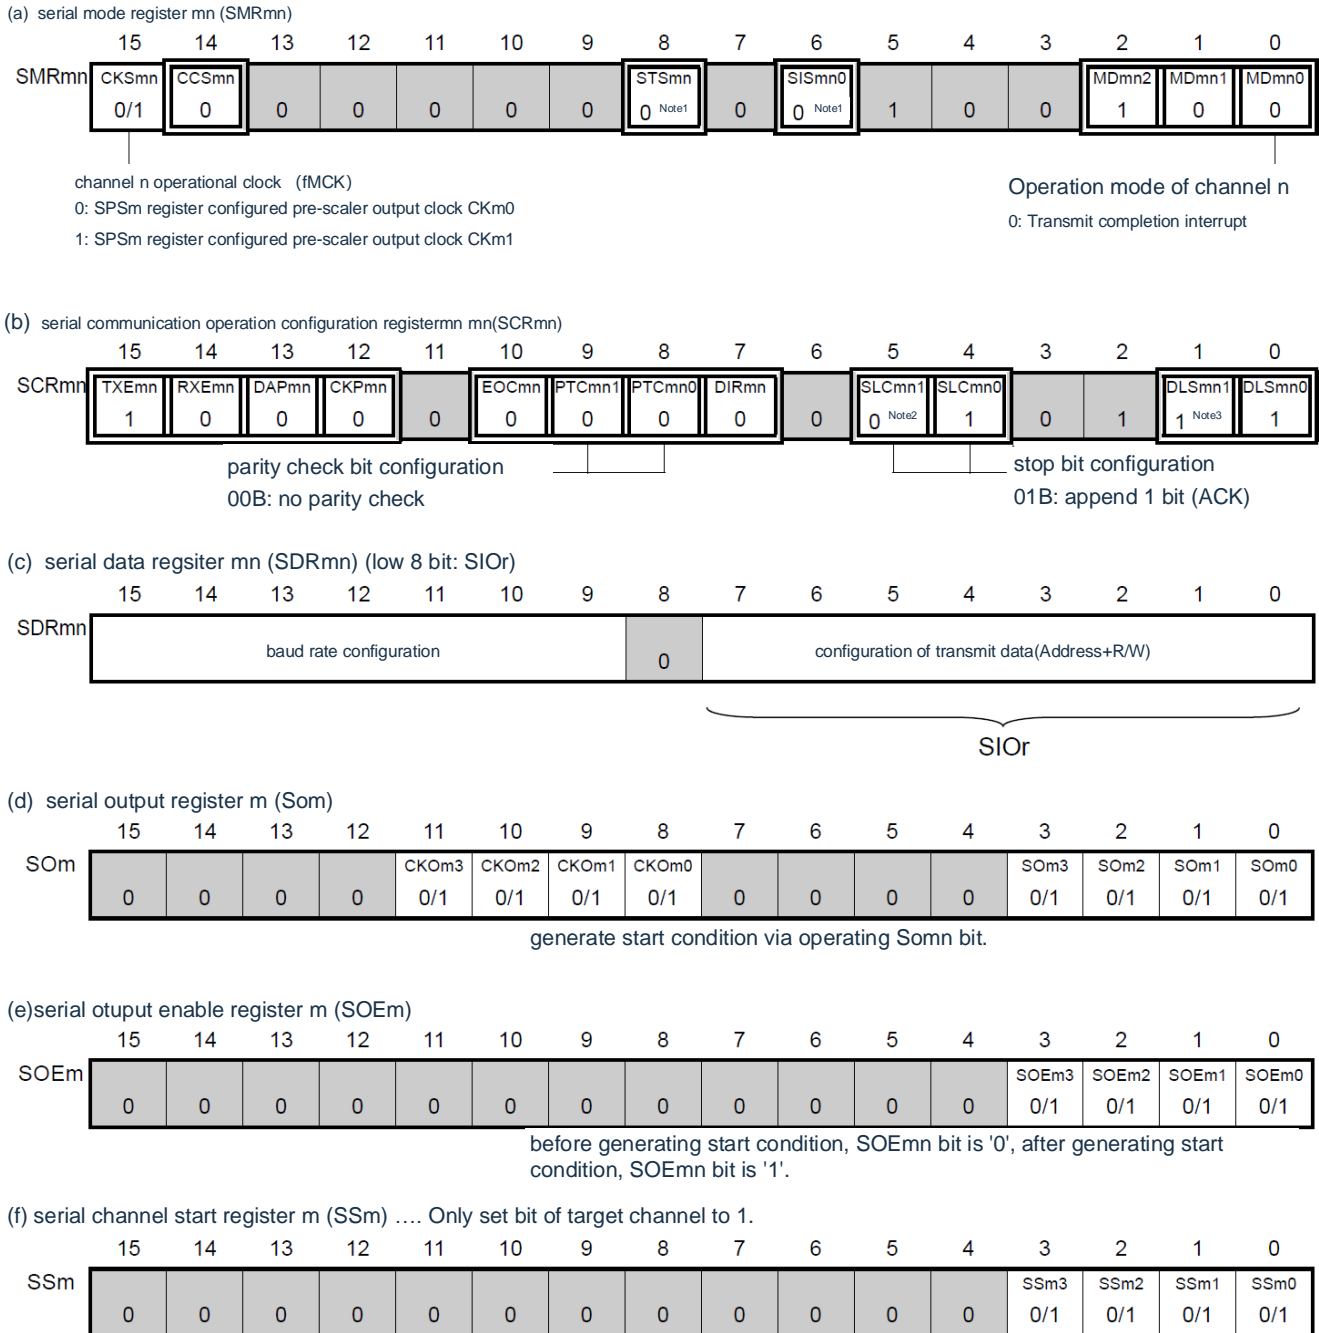 (a) serial mode register mn (SMRmn)
15 14 13 12 11 10 9 8 7 6 5 4 3 2 1 0
SMRmn CKSmn CCSmn STSmn SISmn0 MDmn2 MDmn1 MDmn0
0/1 0 0 0 0 0 0 0 Note1 0 0 Note1 1 0 0 1 0 0
channel n operational clock (fMCK)
0: SPSm register configured pre-scaler output clock CKm0
1: SPSm register configured pre-scaler output clock CKm1
Operation mode of channel n
0: Transmit completion interrupt
(b) serial communication operation configuration registermn mn(SCRmn)
15 14 13 12 11 10 9 8 7 6 5 4 3 2 1 0
SCRmn TXEmn RXEmn DAPmn CKPmn EOCmn PTCmn1 PTCmn0 DIRmn SLCmn1 SLCmn0 DLSmn1 DLSmn0
1 0 0 0 0 0 0 0 0 0 0 Note2 1 0 1 1 Note3 1
parity check bit configuration
00B: no parity check
stop bit configuration
01B: append 1 bit (ACK)
(c) serial data regsiter mn (SDRmn) (low 8 bit: SIOr)
15 14 13 12 11 10 9 8 7 6 5 4 3 2 1 0
SDRmn baud rate configuration 0 configuration of transmit data(Address+R/W)
SIOr
(d) serial output register m (Som)
15 14 13 12 11 10 9 8 7 6 5 4 3 2 1 0
SOm CKOm3 CKOm2 CKOm1 CKOm0 SOm3 SOm2 SOm1 SOm0
0 0 0 0 0/1 0/1 0/1 0/1 0 0 0 0 0/1 0/1 0/1 0/1
generate start condition via operating Somn bit.
(e)serial otuput enable register m (SOEm)
15 14 13 12 11 10 9 8 7 6 5 4 3 2 1 0
SOEm SOEm3 SOEm2 SOEm1 SOEm0
0 0 0 0 0 0 0 0 0 0 0 0 0/1 0/1 0/1 0/1
before generating start condition, SOEmn bit is '0', after generating start
condition, SOEmn bit is '1'.
(f) serial channel start register m (SSm) …. Only set bit of target channel to 1.
15 14 13 12 11 10 9 8 7 6 5 4 3 2 1 0
SSm SSm3 SSm2 SSm1 SSm0
0 0 0 0 0 0 0 0 0 0 0 0 0/1 0/1 0/1 0/1